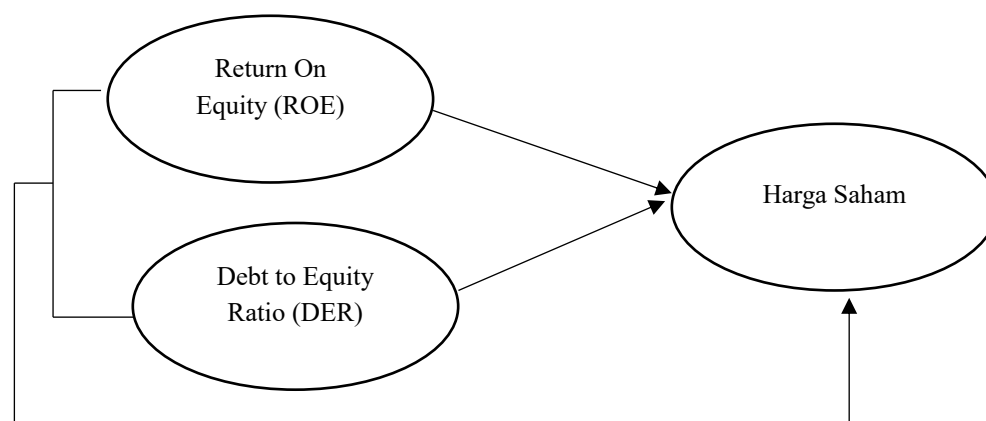 Return On
Equity (ROE)
Harga Saham
Debt to Equity
Ratio (DER)